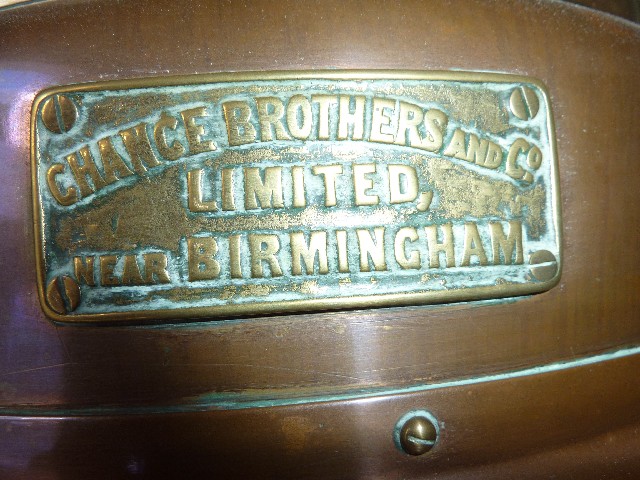 CHANCE BROTHERS AND CO.
LIMITED,
NEAR BIRMINGHAM